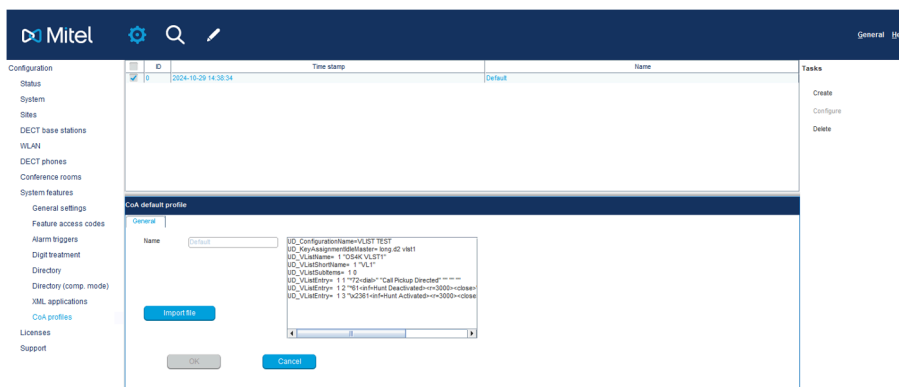 Mitel
General He
Configuration
Status
System
Sites
DECT base stations
WLAN
DECT phones
Conference rooms
System features
General settings
Feature access codes
Alarm triggers
Digit treatment
Directory
Directory (comp. mode)
XML applications
CoA profiles
Licenses
Support
ID Time stamp Name
0 2024-10-29 14:38:34 Default
CoA default profile
General
Name Default
UD_ConfigurationName=VLIST TEST
UD_KeyAssignmentIdleMaster= long.d2 vlst1
UD_VListName= 1 "OS4K VLST1"
UD_VListShortName= 1 "VL1"
UD_VListSubItems= 1 0
UD_VListEntry= 1 1 "*72<dial>" "Call Pickup Directed" "" "" ""
UD_VListEntry= 1 2 "*61<inf=Hunt Deactivated><r=3000><close>
UD_VListEntry= 1 3 "\x2361<inf=Hunt Activated><r=3000><close
Import file
OK Cancel
Tasks
Create
Configure
Delete